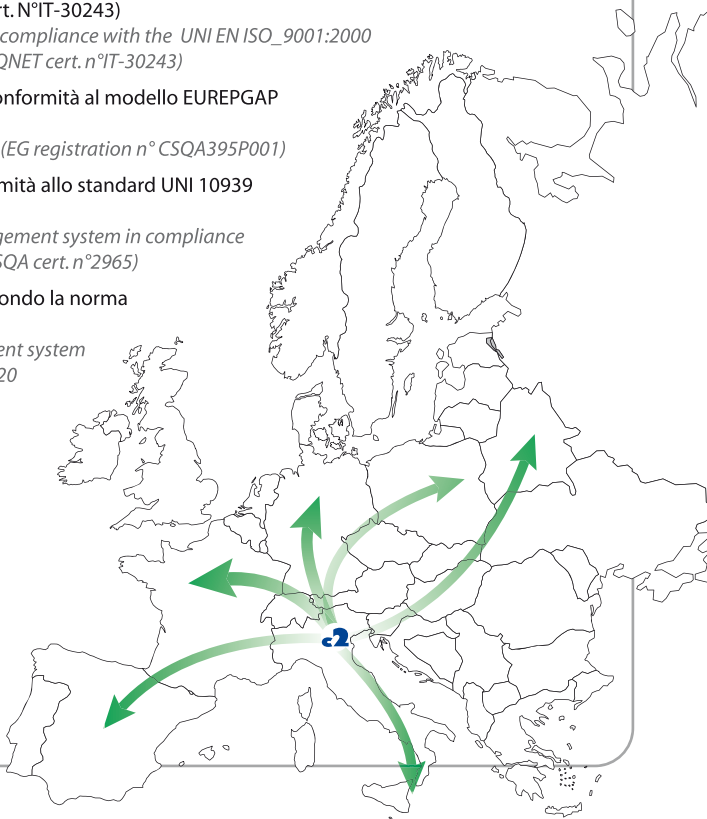 rt. N°IT-30243)
compliance with the UNI EN ISO_9001:2000
QNET cert. n°IT-30243)
onformità al modello EUREPGAP
(EG registration n° CSQA395P001)
mità allo standard UNI 10939
gement system in compliance
SQA cert. n°2965)
ondo la norma
ent system
20
c2